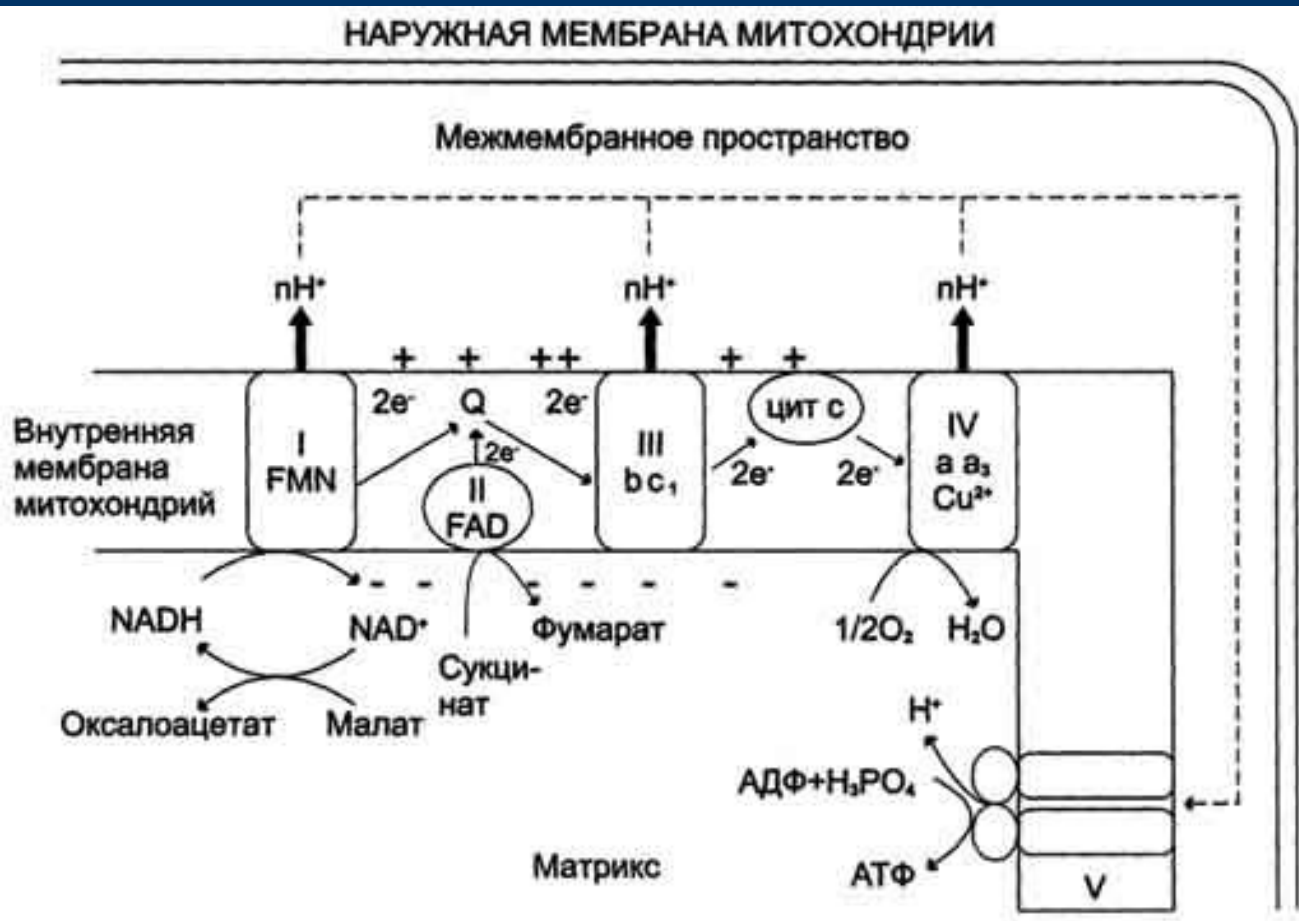 НАРУЖНАЯ МЕМБРАНА МИТОХОНДРИИ
Межмембранное пространство
nH⁺ nH⁺ nH⁺
+ + ++ + +
2e⁻ Q 2e⁻ цит c
Внутренняя
мембрана
митохондрий
I
FMN
2e⁻
II
FAD
III
b c₁
2e⁻ 2e⁻
IV
a a₃
Cu²⁺
- - - - - -
NADH NAD⁺ Фумарат 1/2O₂ H₂O
Сукци-
нат
Оксалоацетат Малат
H⁺
АДФ+H₃PO₄
АТФ
Матрикс
V